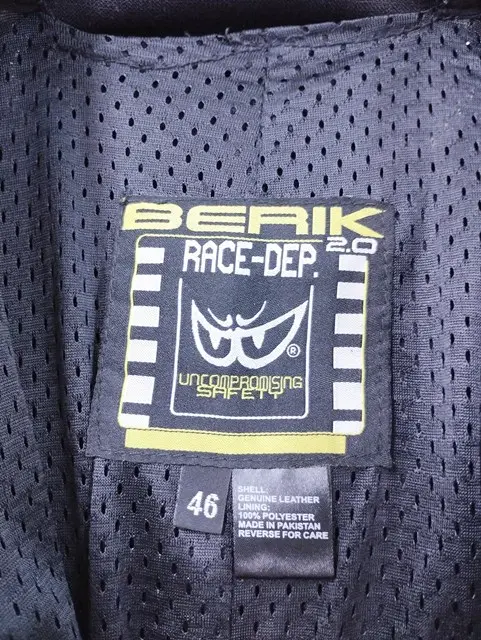 BERIK
2.0
RACE-DEP.
®
UNCOMPROMISING
SAFETY
46
SHELL:
GENUINE LEATHER
LINING:
100% POLYESTER
MADE IN PAKISTAN
REVERSE FOR CARE